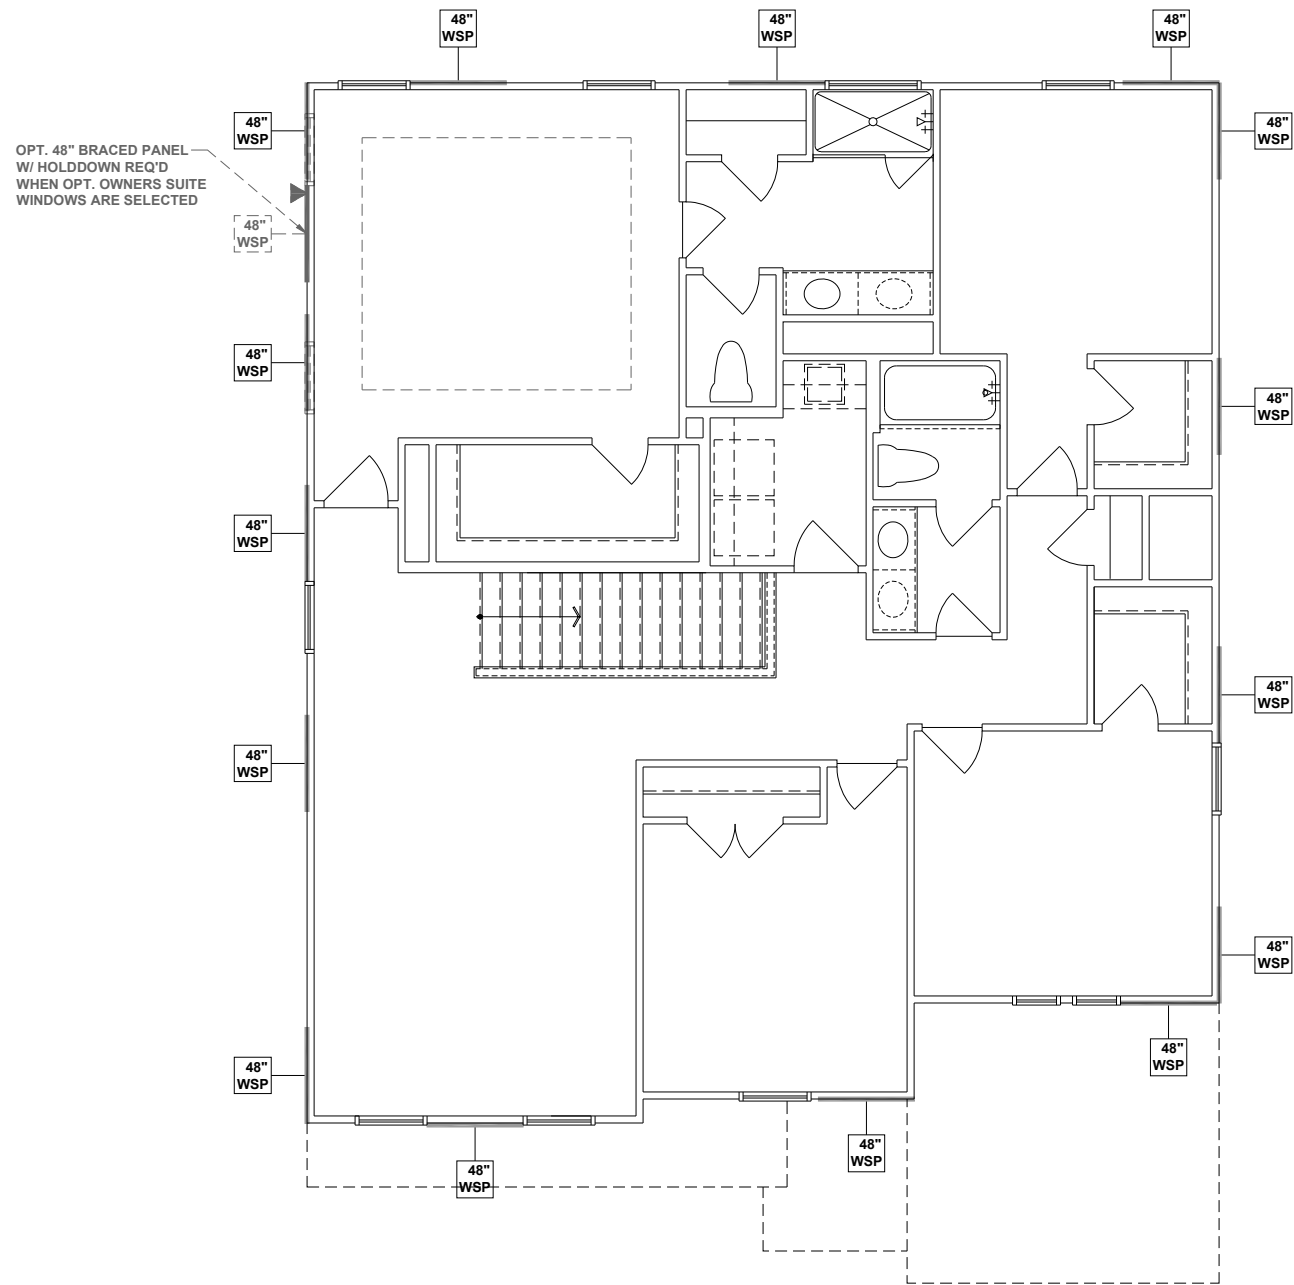 48"
WSP
48"
WSP
48"
WSP
48"
WSP
48"
WSP
OPT. 48" BRACED PANEL
W/ HOLDDOWN REQ'D
WHEN OPT. OWNERS SUITE
WINDOWS ARE SELECTED
48"
WSP
48"
WSP
48"
WSP
48"
WSP
48"
WSP
48"
WSP
48"
WSP
48"
WSP
48"
WSP
48"
WSP
48"
WSP